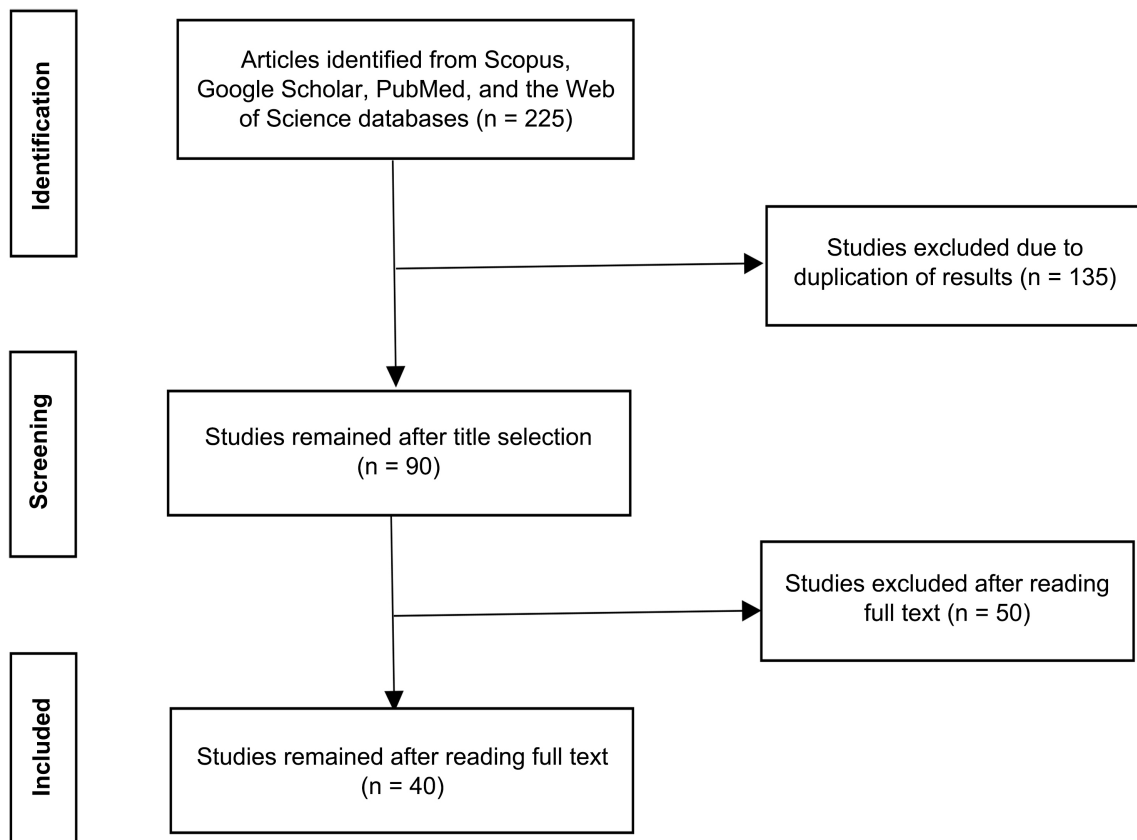 Identification
Articles identified from Scopus,
Google Scholar, PubMed, and the Web
of Science databases (n = 225)
Studies excluded due to
duplication of results (n = 135)
Screening
Studies remained after title selection
(n = 90)
Studies excluded after reading
full text (n = 50)
Included
Studies remained after reading full text
(n = 40)